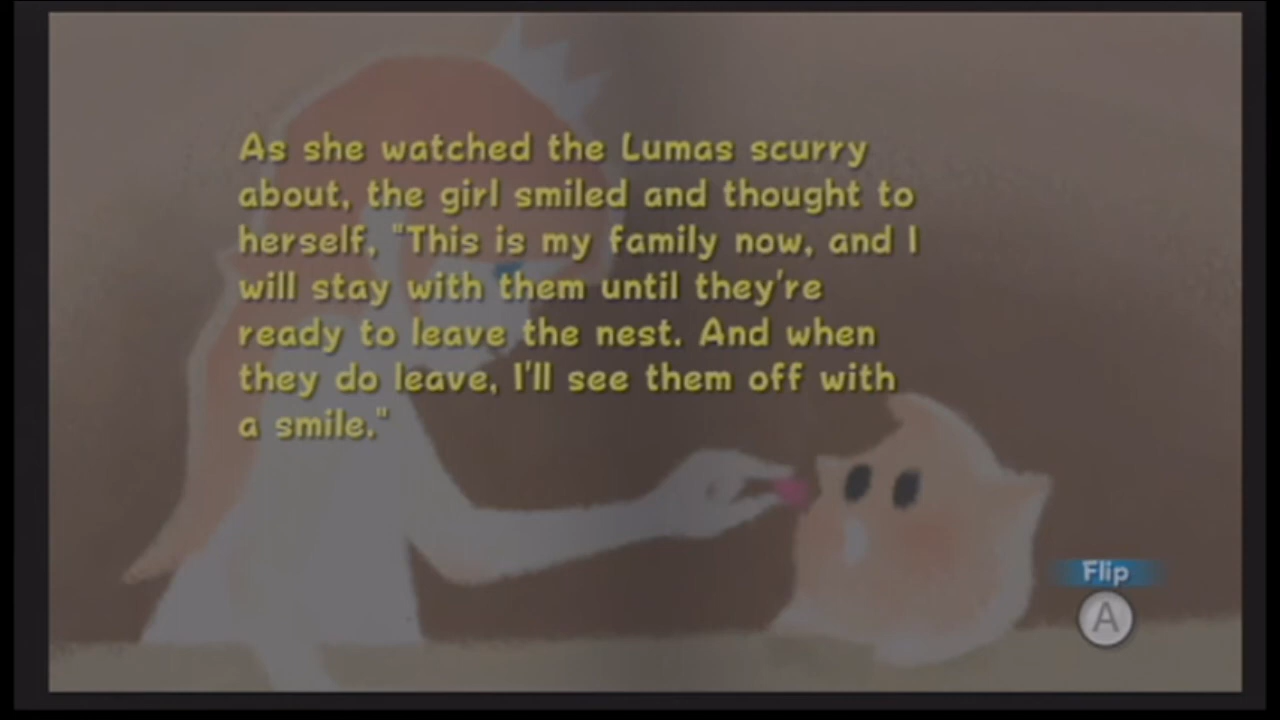 As she watched the Lumas scurry
about, the girl smiled and thought to
herself, "This is my family now, and I
will stay with them until they're
ready to leave the nest. And when
they do leave, I'll see them off with
a smile."
Flip
A